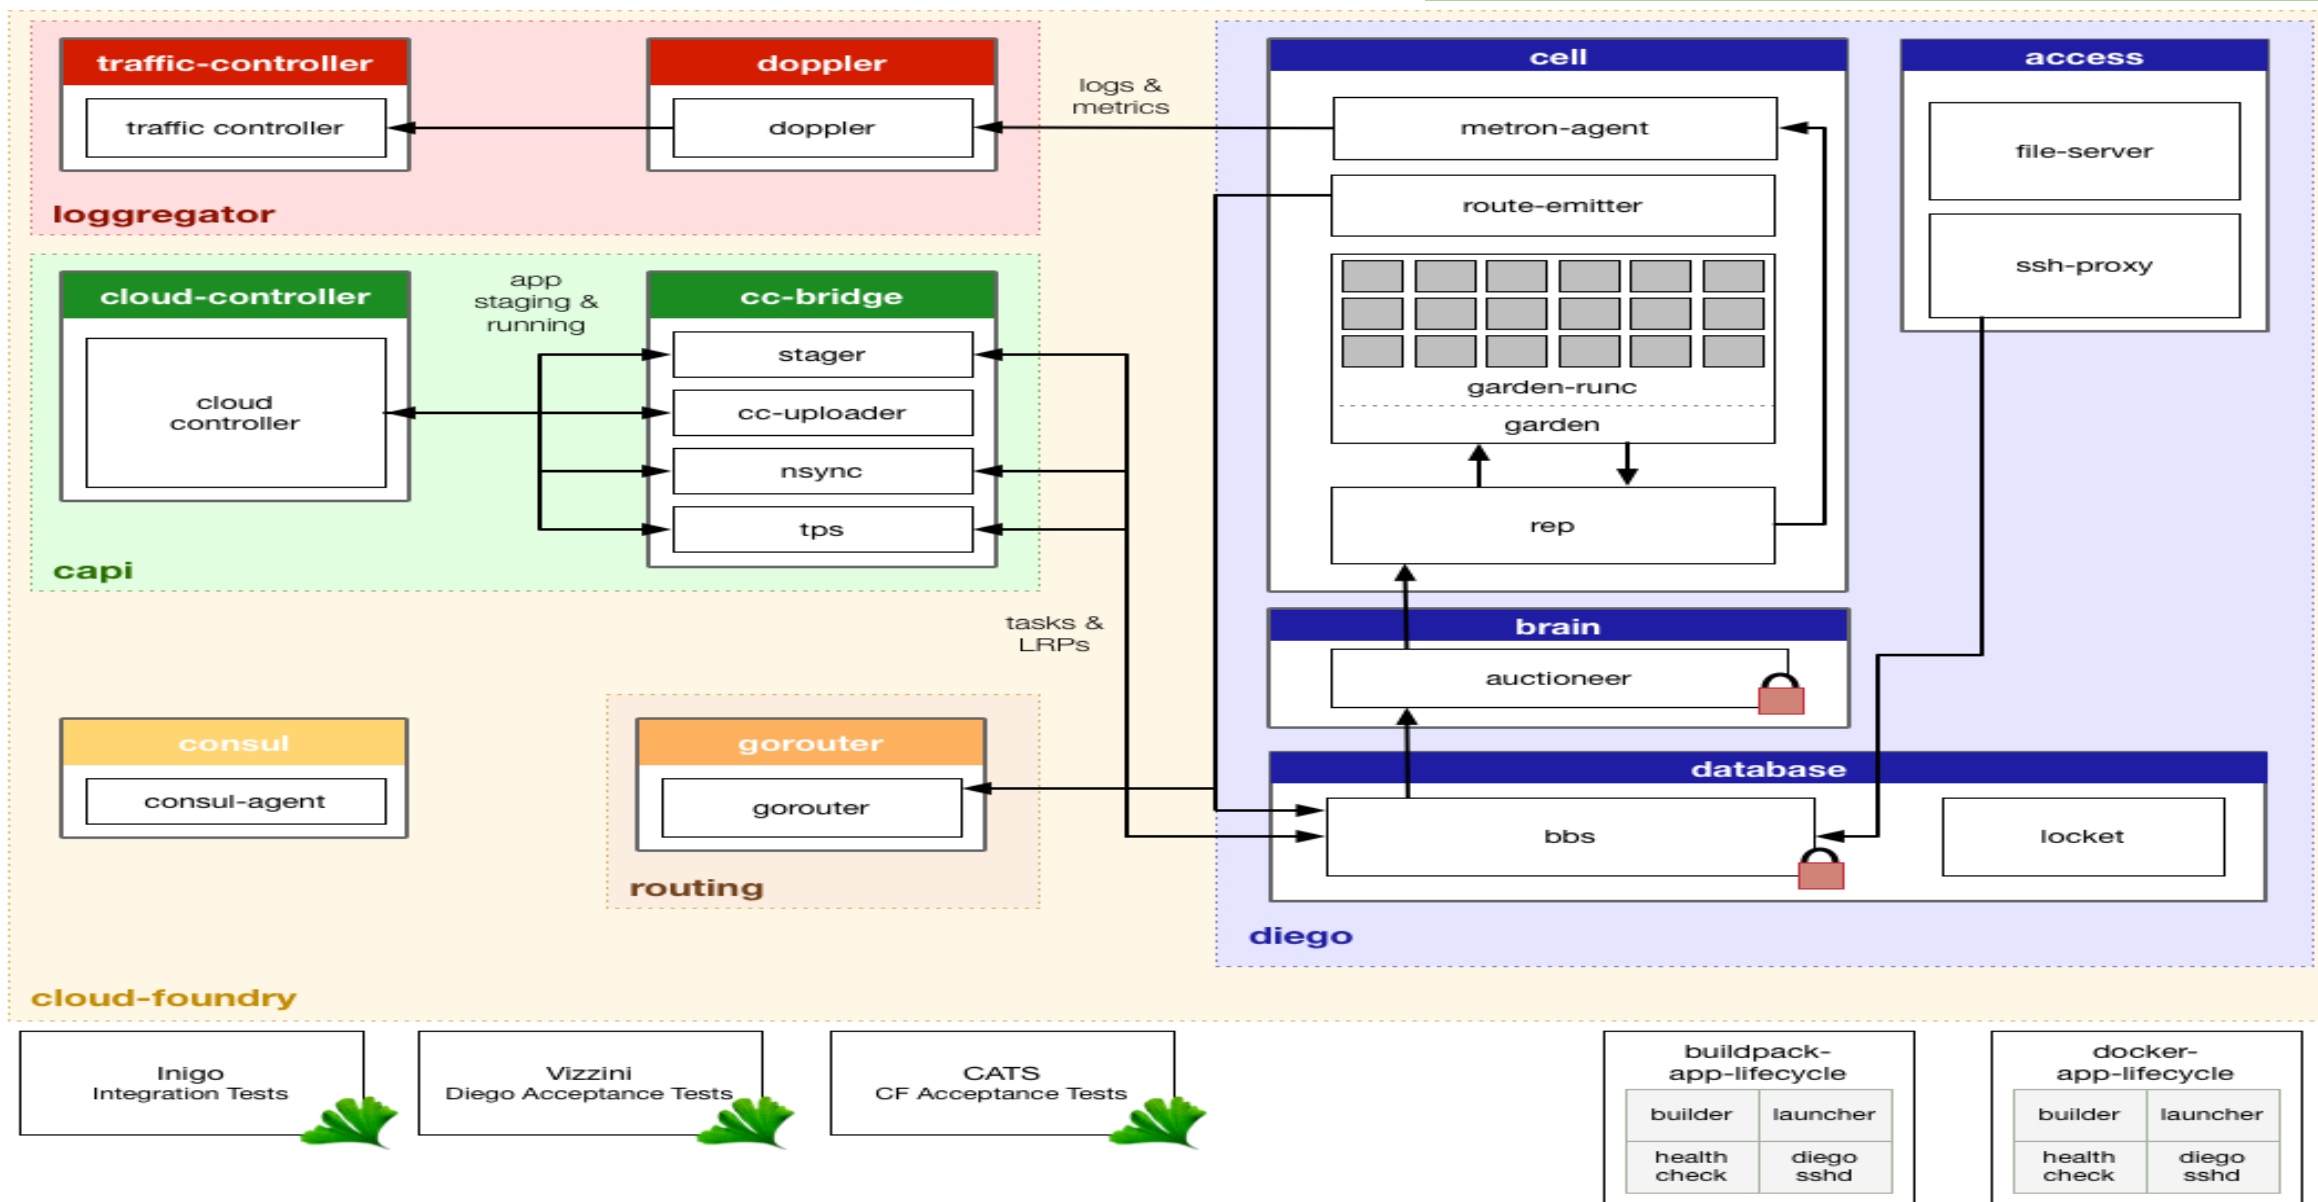 traffic-controller
traffic controller
doppler
doppler
loggregator
logs &
metrics
cell
metron-agent
route-emitter
garden-runc
garden
rep
access
file-server
ssh-proxy
cloud-controller
cloud
controller
app
staging &
running
cc-bridge
stager
cc-uploader
nsync
tps
capi
tasks &
LRPs
brain
auctioneer
consul
consul-agent
gorouter
gorouter
routing
database
bbs
locket
diego
cloud-foundry
Inigo
Integration Tests
Vizzini
Diego Acceptance Tests
CATS
CF Acceptance Tests
buildpack-
app-lifecycle
builder
launcher
health
check
diego
sshd
docker-
app-lifecycle
builder
launcher
health
check
diego
sshd